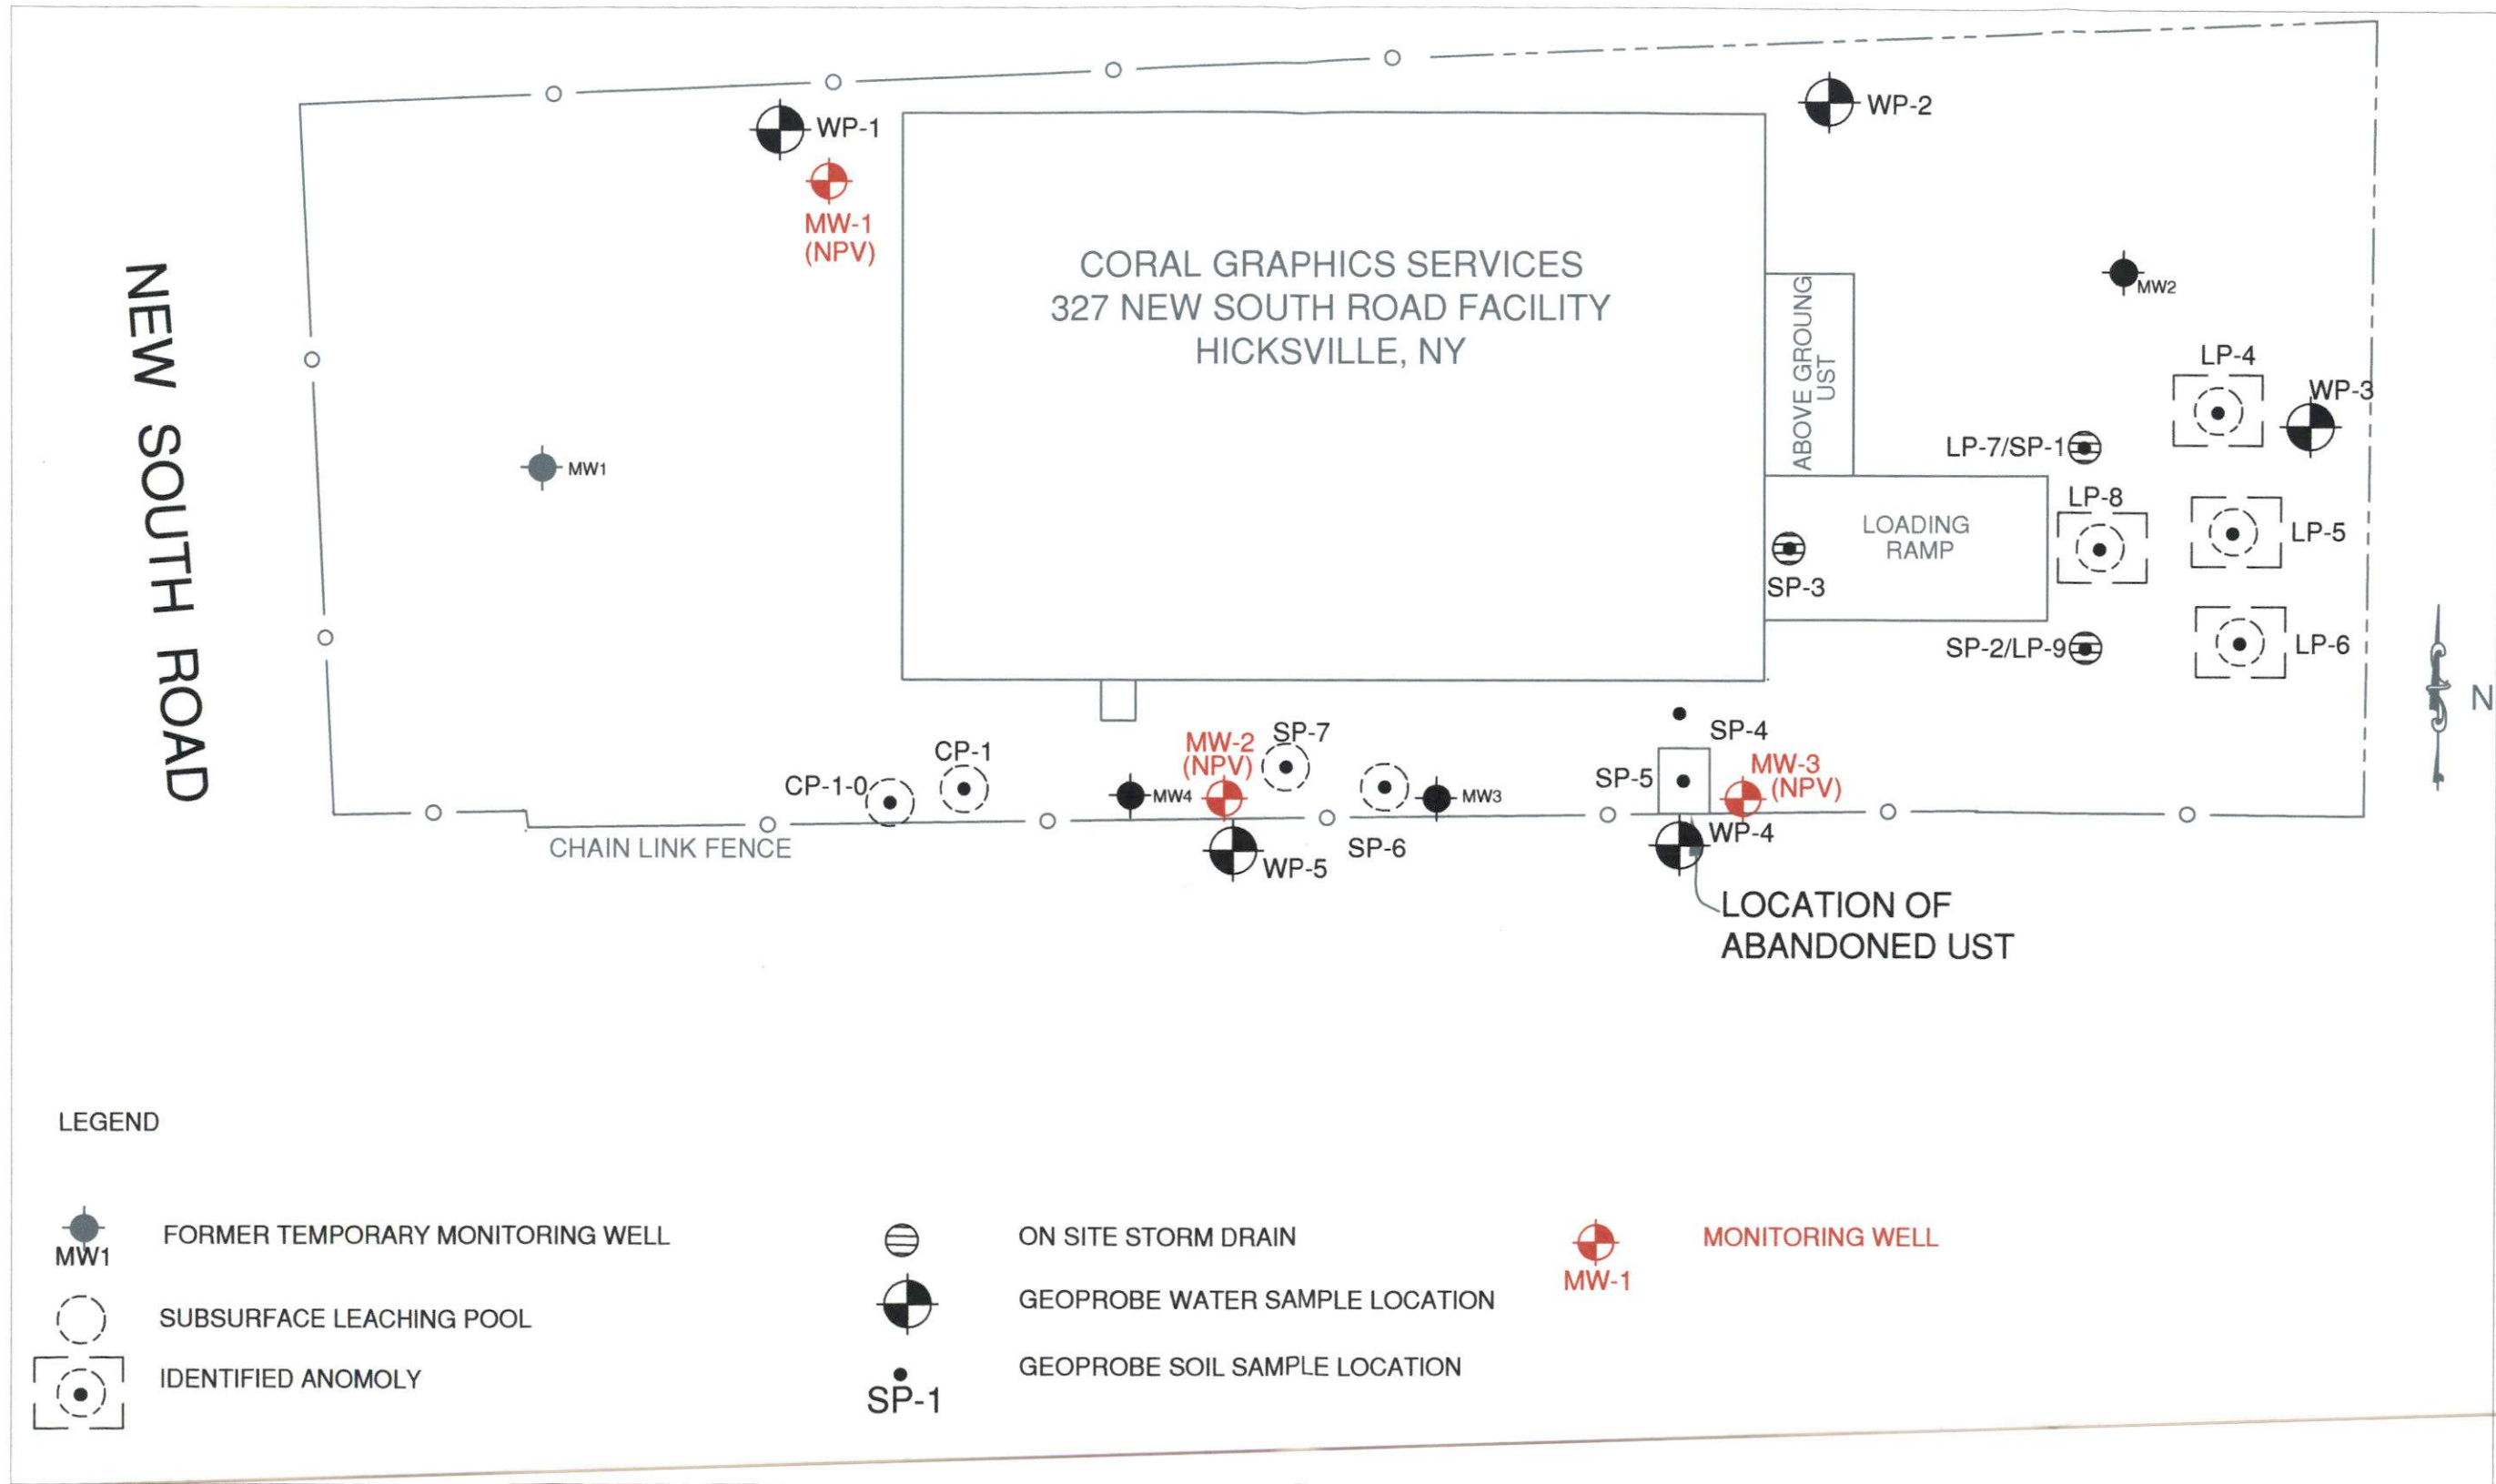 WP-1
WP-2
MW-1
(NPV)
CORAL GRAPHICS SERVICES
327 NEW SOUTH ROAD FACILITY
HICKSVILLE, NY
NEW SOUTH ROAD
ABOVE GROUNG
UST
MW2
LP-4
WP-3
MW1
LP-7/SP-1
LP-8
LOADING
RAMP
LP-5
SP-3
SP-2/LP-9
LP-6
N
SP-4
SP-7
MW-2
(NPV)
CP-1
CP-1-0
MW4
MW3
SP-5
MW-3
(NPV)
WP-4
CHAIN LINK FENCE
SP-6
WP-5
LOCATION OF
ABANDONED UST
LEGEND
MW1
FORMER TEMPORARY MONITORING WELL
SUBSURFACE LEACHING POOL
IDENTIFIED ANOMOLY
ON SITE STORM DRAIN
GEOPROBE WATER SAMPLE LOCATION
SP-1
GEOPROBE SOIL SAMPLE LOCATION
MW-1
MONITORING WELL